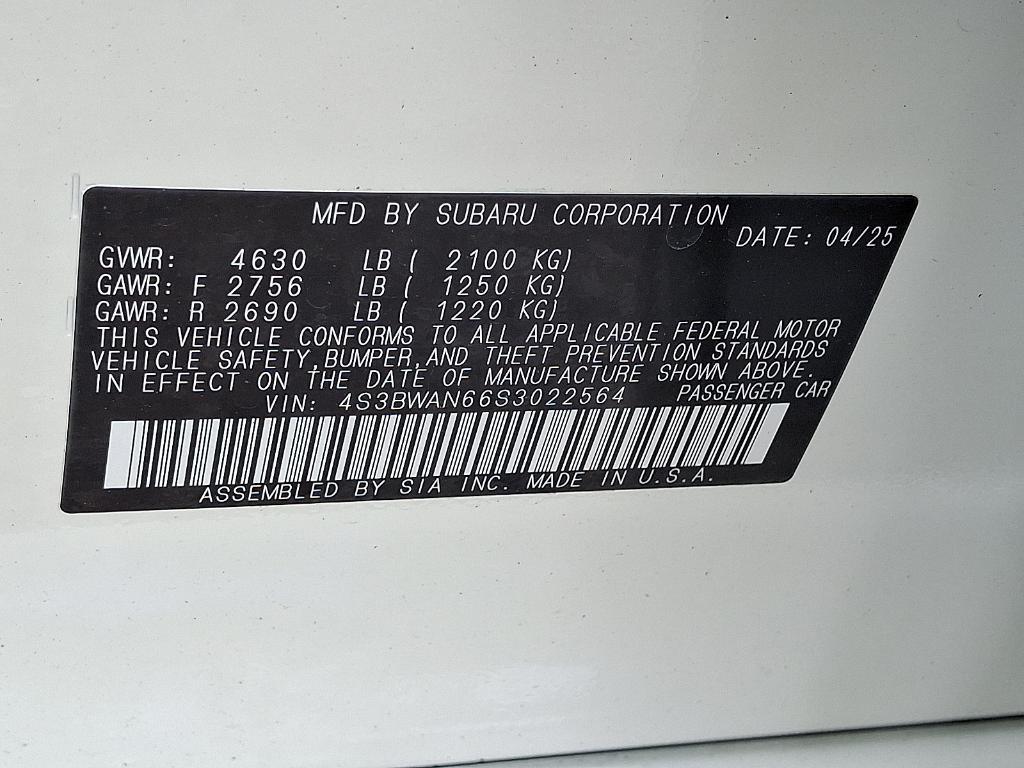 MFD BY SUBARU CORPORATION
DATE: 04/25
GVWR: 4630 LB ( 2100 KG)
GAWR: F 2756 LB ( 1250 KG)
GAWR: R 2690 LB ( 1220 KG)
THIS VEHICLE CONFORMS TO ALL APPLICABLE FEDERAL MOTOR
VEHICLE SAFETY, BUMPER, AND THEFT PREVENTION STANDARDS
IN EFFECT ON THE DATE OF MANUFACTURE SHOWN ABOVE.
VIN: 4S3BWAN66S3022564 PASSENGER CAR
ASSEMBLED BY SIA INC. MADE IN U.S.A.